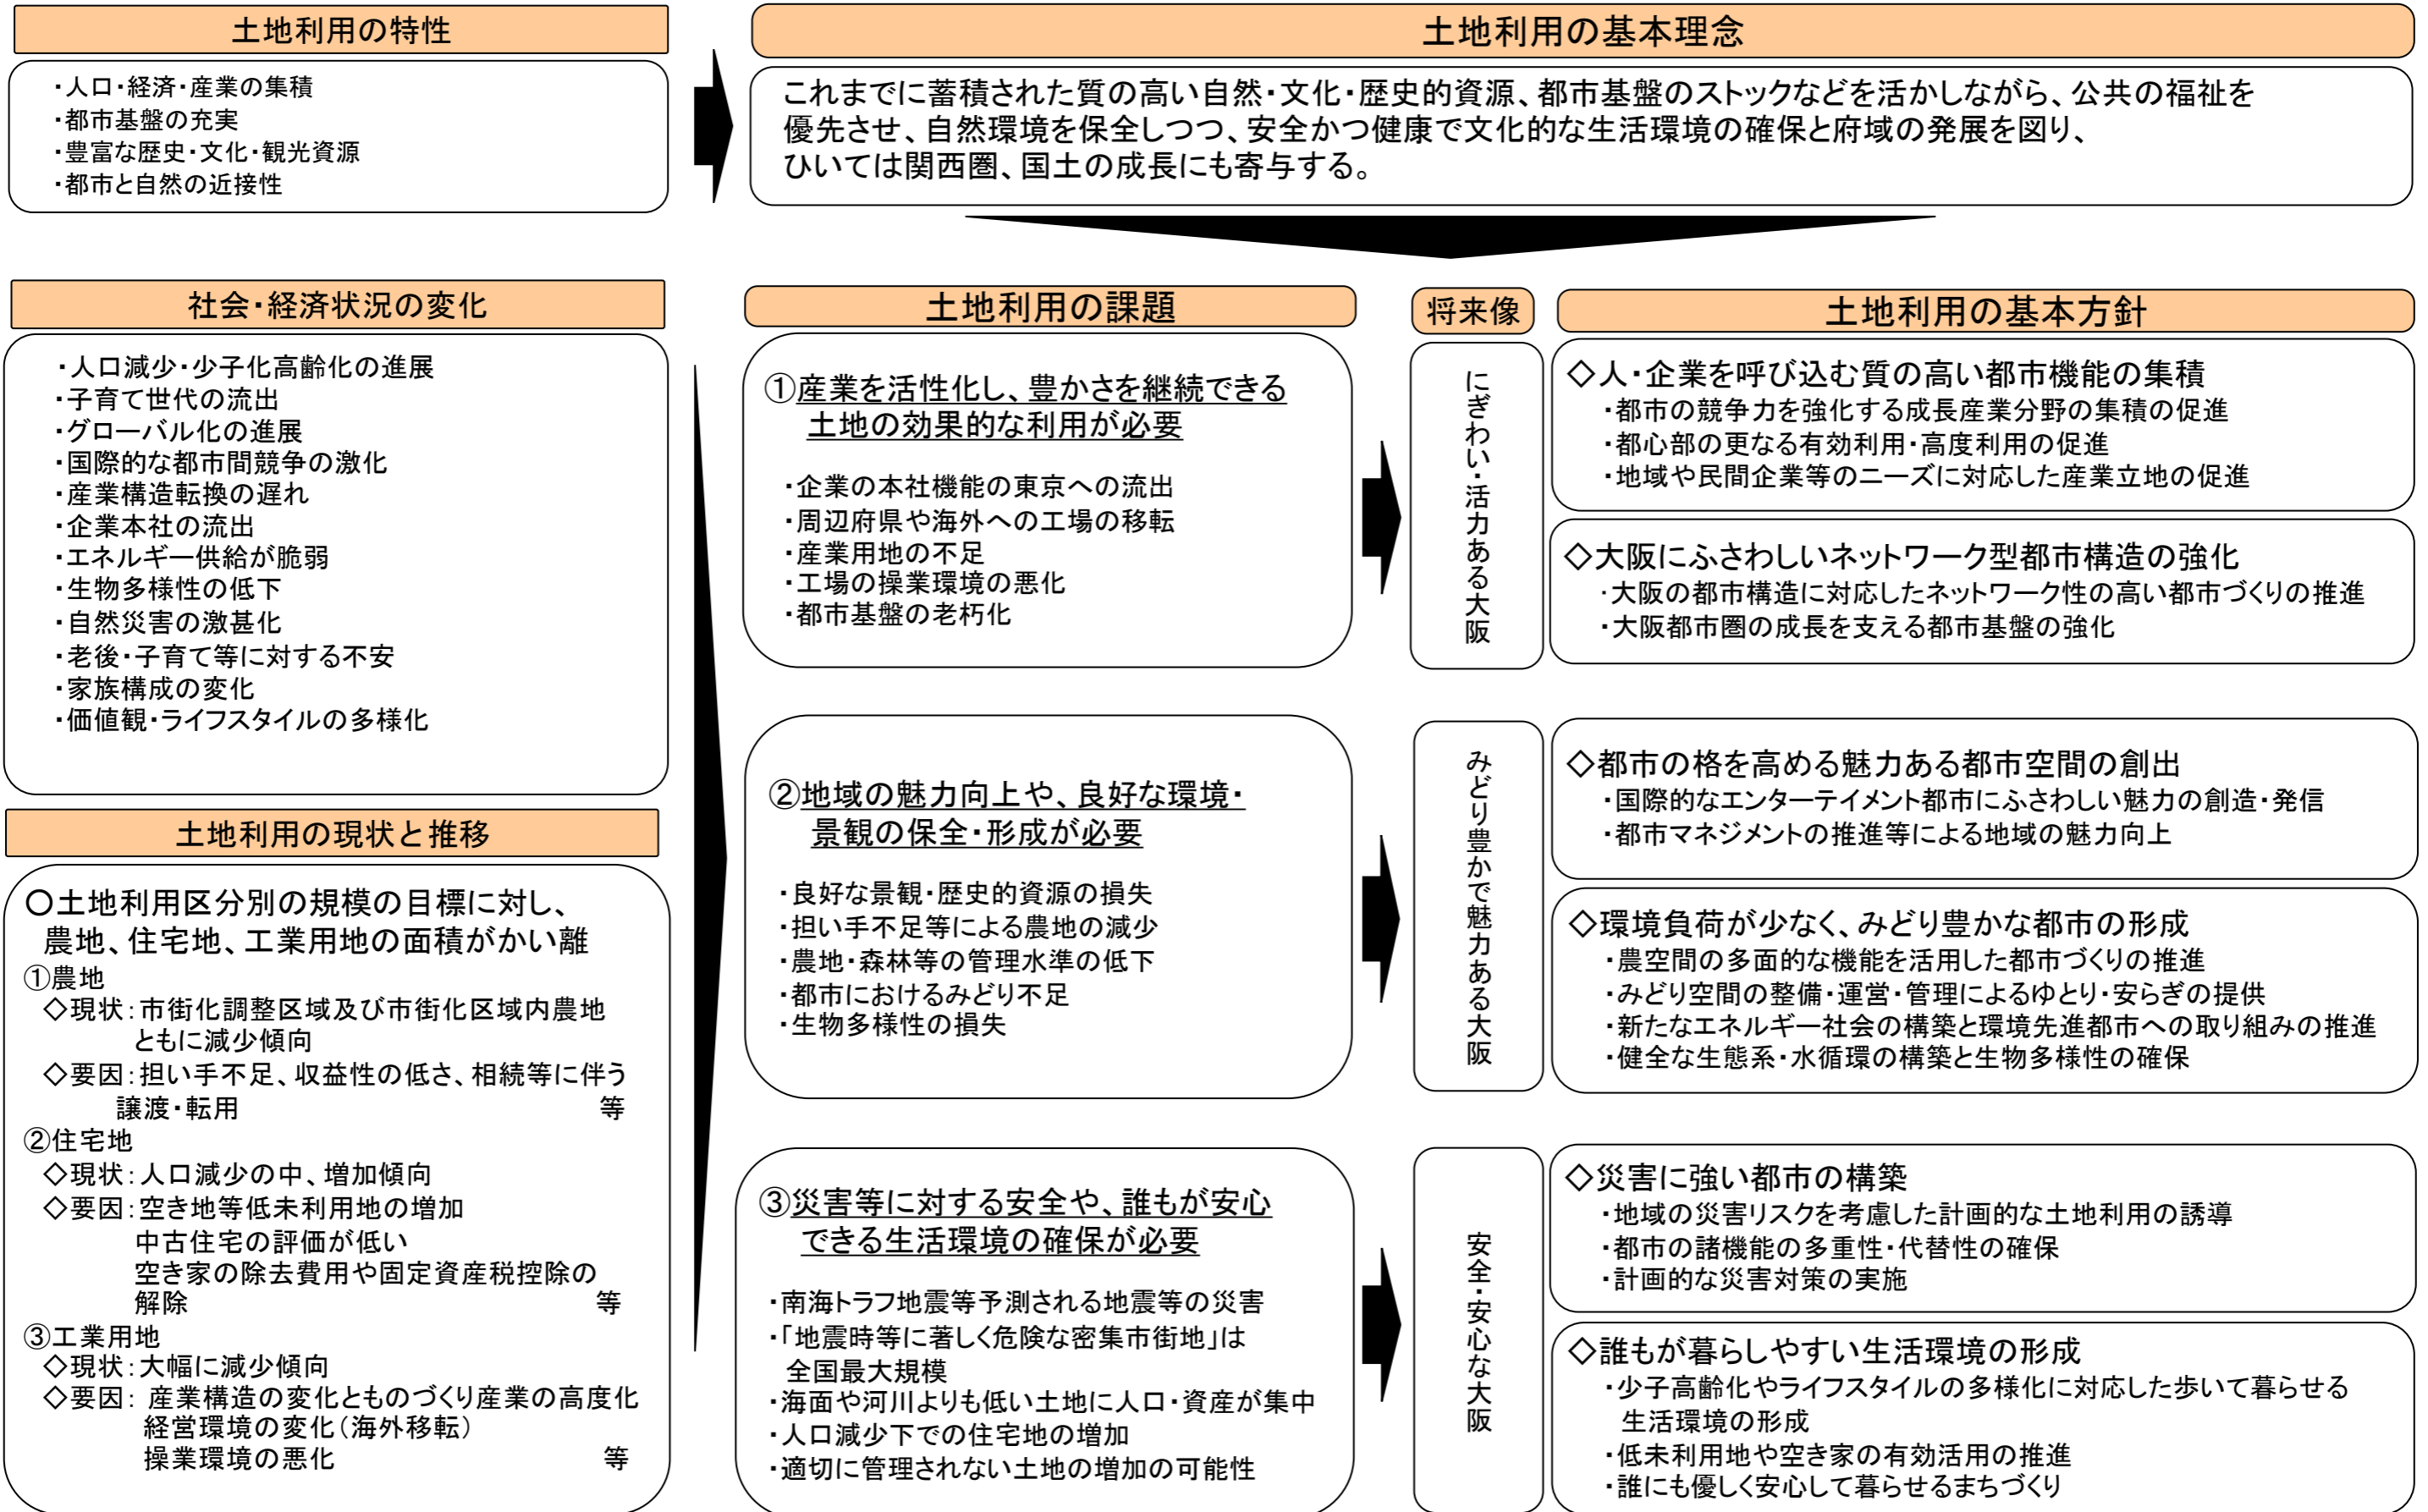 土地利用の特性
・人口・経済・産業の集積
・都市基盤の充実
・豊富な歴史・文化・観光資源
・都市と自然の近接性
土地利用の基本理念
これまでに蓄積された質の高い自然・文化・歴史的資源、都市基盤のストックなどを活かしながら、公共の福祉を
優先させ、自然環境を保全しつつ、安全かつ健康で文化的な生活環境の確保と府域の発展を図り、
ひいては関西圏、国土の成長にも寄与する。
社会・経済状況の変化
・人口減少・少子化高齢化の進展
・子育て世代の流出
・グローバル化の進展
・国際的な都市間競争の激化
・産業構造転換の遅れ
・企業本社の流出
・エネルギー供給が脆弱
・生物多様性の低下
・自然災害の激甚化
・老後・子育て等に対する不安
・家族構成の変化
・価値観・ライフスタイルの多様化
土地利用の現状と推移
○土地利用区分別の規模の目標に対し、
農地、住宅地、工業用地の面積がかい離
①農地
◇現状：市街化調整区域及び市街化区域内農地
ともに減少傾向
◇要因：担い手不足、収益性の低さ、相続等に伴う
譲渡・転用 等
②住宅地
◇現状：人口減少の中、増加傾向
◇要因：空き地等低未利用地の増加
中古住宅の評価が低い
空き家の除去費用や固定資産税控除の
解除 等
③工業用地
◇現状：大幅に減少傾向
◇要因： 産業構造の変化とものづくり産業の高度化
経営環境の変化（海外移転）
操業環境の悪化 等
土地利用の課題
①産業を活性化し、豊かさを継続できる
土地の効果的な利用が必要
・企業の本社機能の東京への流出
・周辺府県や海外への工場の移転
・産業用地の不足
・工場の操業環境の悪化
・都市基盤の老朽化
②地域の魅力向上や、良好な環境・
景観の保全・形成が必要
・良好な景観・歴史的資源の損失
・担い手不足等による農地の減少
・農地・森林等の管理水準の低下
・都市におけるみどり不足
・生物多様性の損失
③災害等に対する安全や、誰もが安心
できる生活環境の確保が必要
・南海トラフ地震等予測される地震等の災害
・「地震時等に著しく危険な密集市街地」は
全国最大規模
・海面や河川よりも低い土地に人口・資産が集中
・人口減少下での住宅地の増加
・適切に管理されない土地の増加の可能性
将来像
にぎわい・活力ある大阪
みどり豊かで魅力ある大阪
安全・安心な大阪
土地利用の基本方針
◇人・企業を呼び込む質の高い都市機能の集積
・都市の競争力を強化する成長産業分野の集積の促進
・都心部の更なる有効利用・高度利用の促進
・地域や民間企業等のニーズに対応した産業立地の促進
◇大阪にふさわしいネットワーク型都市構造の強化
・大阪の都市構造に対応したネットワーク性の高い都市づくりの推進
・大阪都市圏の成長を支える都市基盤の強化
◇都市の格を高める魅力ある都市空間の創出
・国際的なエンターテイメント都市にふさわしい魅力の創造・発信
・都市マネジメントの推進等による地域の魅力向上
◇環境負荷が少なく、みどり豊かな都市の形成
・農空間の多面的な機能を活用した都市づくりの推進
・みどり空間の整備・運営・管理によるゆとり・安らぎの提供
・新たなエネルギー社会の構築と環境先進都市への取り組みの推進
・健全な生態系・水循環の構築と生物多様性の確保
◇災害に強い都市の構築
・地域の災害リスクを考慮した計画的な土地利用の誘導
・都市の諸機能の多重性・代替性の確保
・計画的な災害対策の実施
◇誰もが暮らしやすい生活環境の形成
・少子高齢化やライフスタイルの多様化に対応した歩いて暮らせる
生活環境の形成
・低未利用地や空き家の有効活用の推進
・誰にも優しく安心して暮らせるまちづくり